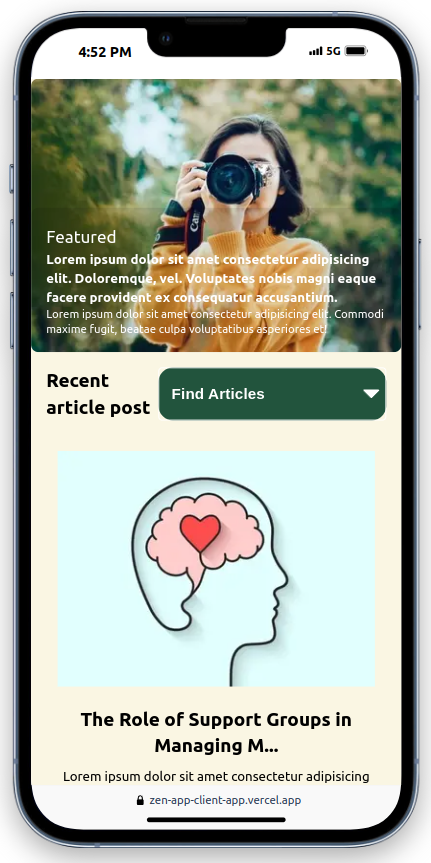 4:52 PM
5G
Featured
Lorem ipsum dolor sit amet consectetur adipisicing
elit. Doloremque, vel. Voluptates nobis magni eaque
facere provident ex consequatur accusantium.
Lorem ipsum dolor sit amet consectetur adipisicing elit. Commodi
maxime fugit, beatae culpa voluptatibus asperiores et!
Recent
article post
Find Articles
The Role of Support Groups in
Managing M...
Lorem ipsum dolor sit amet consectetur adipisicing
zen-app-client-app.vercel.app